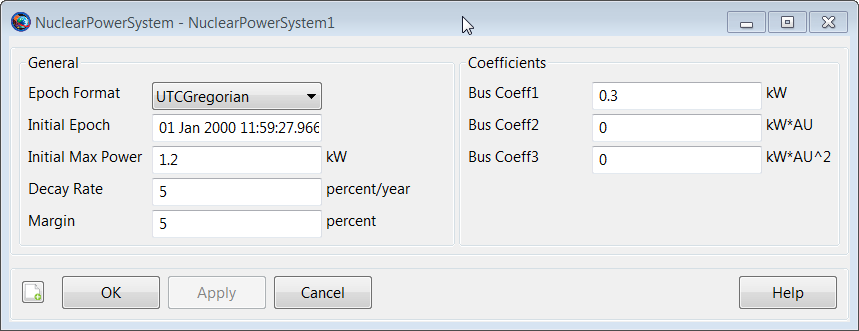 NuclearPowerSystem - NuclearPowerSystem1
General
Epoch Format UTCGregorian
Initial Epoch 01 Jan 2000 11:59:27.966
Initial Max Power 1.2 kW
Decay Rate 5 percent/year
Margin 5 percent
Coefficients
Bus Coeff1 0.3 kW
Bus Coeff2 0 kW*AU
Bus Coeff3 0 kW*AU^2
OK Apply Cancel Help